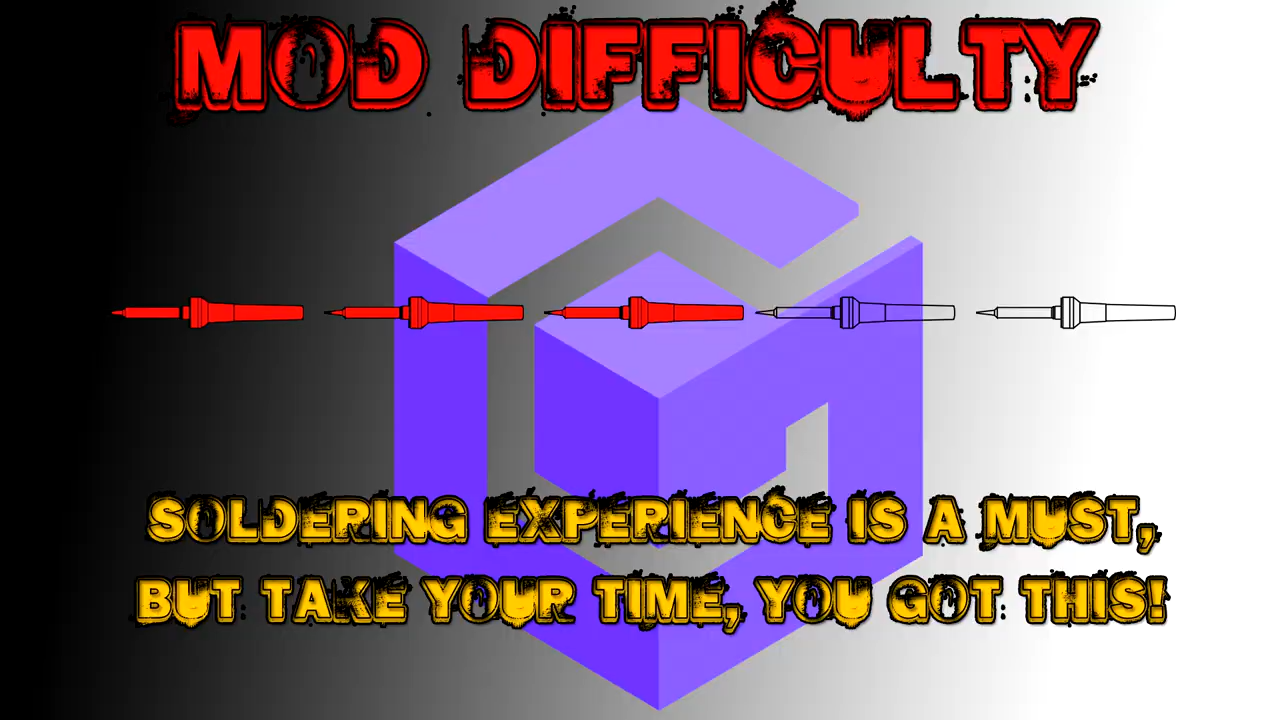 MOD DIFFICULTY
SOLDERING EXPERIENCE IS A MUST,
BUT TAKE YOUR TIME, YOU GOT THIS!